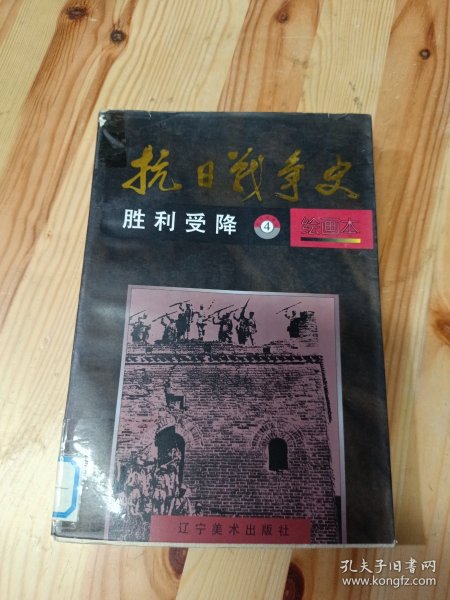 抗日战争史
胜利受降 4 绘画本
辽宁美术出版社
孔夫子旧书网
www.kongfz.com